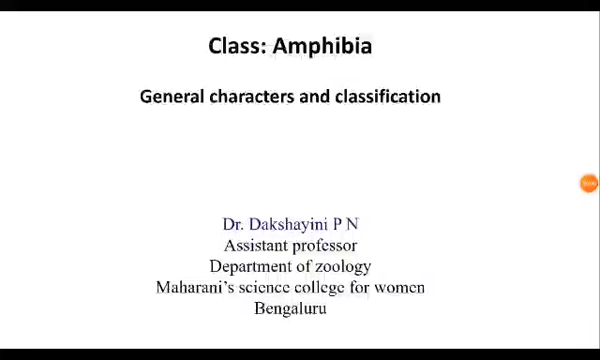 Class: Amphibia
General characters and classification
Dr. Dakshayini P N
Assistant professor
Department of zoology
Maharani's science college for women
Bengaluru